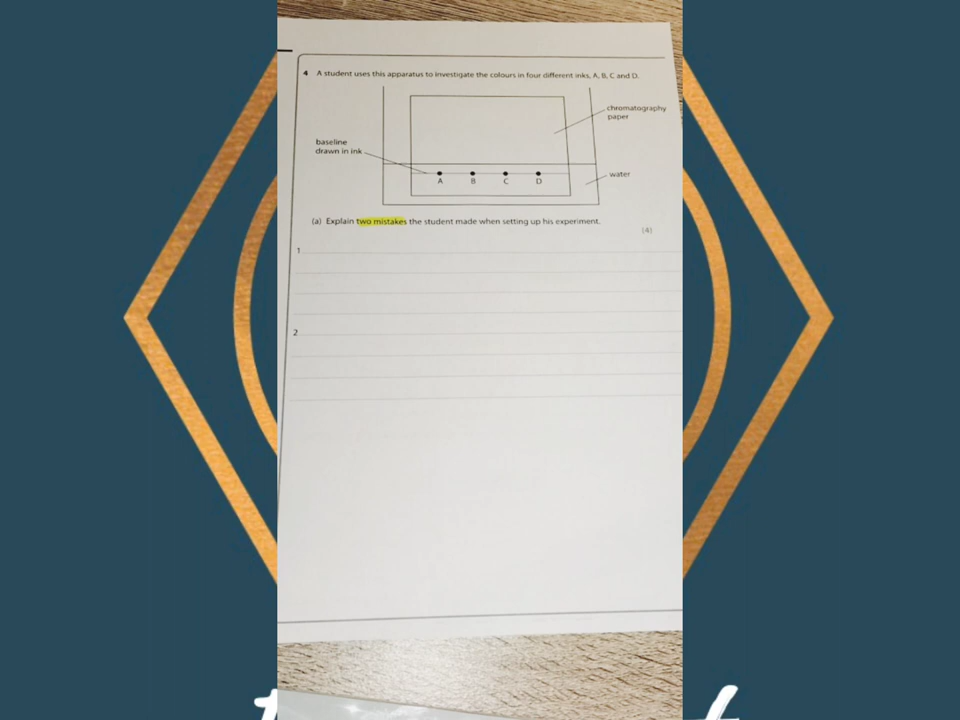 4 A student uses this apparatus to investigate the colours in four different inks, A, B, C and D.
chromatography
paper
baseline
drawn in ink
water
A B C D
(a) Explain two mistakes the student made when setting up his experiment.
(4)
1
2